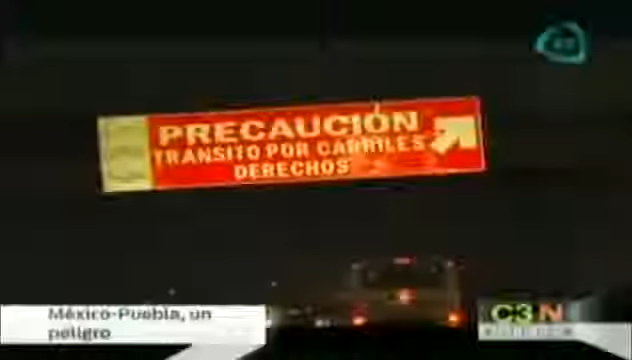 PRECAUCIÓN
TRANSITO POR CARRILES
DERECHOS
México-Puebla, un
peligro
C3N